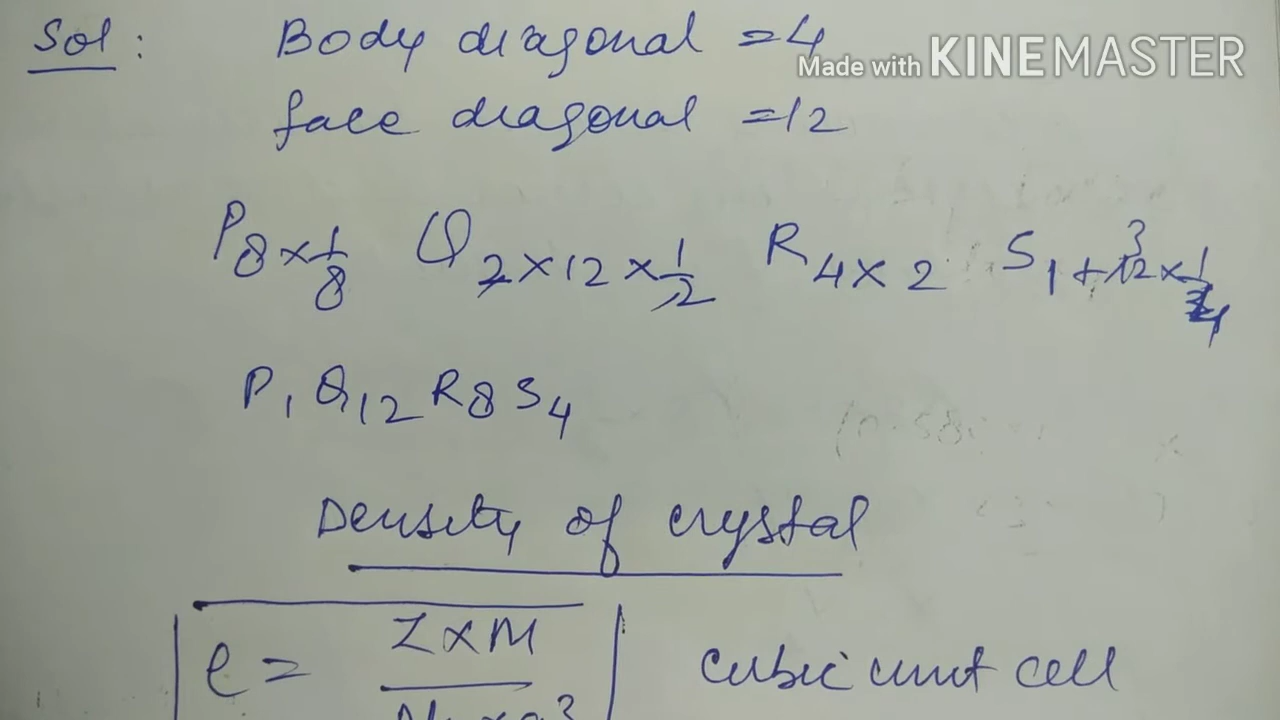 Sol : Body diagonal = 4
Made with KINEMASTER
face diagonal = 12
P8×1/8 Q2×12×1/2 R4×2 S1+12×1/4
3
P1 Q12 R8 S4
Density of crystal
ρ = Z×M
cubic unit cell